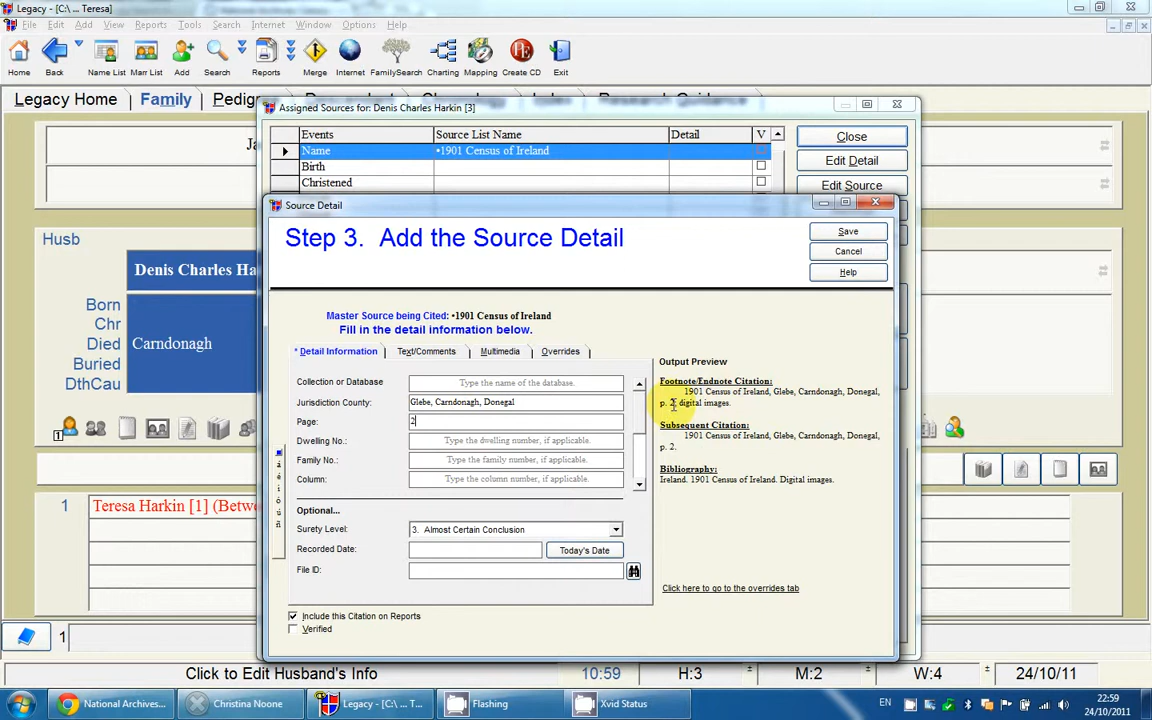 Legacy - [C:\ ... Teresa]
File Edit Add View Reports Tools Search Internet Window Options Help
Home Back Name List Marr List Add Search Reports Merge Internet FamilySearch Charting Mapping Create CD Exit
Legacy Home Family Pedigre
Assigned Sources for: Denis Charles Harkin [3]
Events Source List Name Detail V
Name •1901 Census of Ireland
Birth
Christened
Close
Edit Detail
Edit Source
Ja
Source Detail
Step 3. Add the Source Detail
Save
Cancel
Help
Husb
Denis Charles Ha
Born
Chr
Died Carndonagh
Buried
DthCau
1
Master Source being Cited: •1901 Census of Ireland
Fill in the detail information below.
* Detail Information Text/Comments Multimedia Overrides
Collection or Database Type the name of the database.
Jurisdiction County: Glebe, Carndonagh, Donegal
Page: 2
Dwelling No.: Type the dwelling number, if applicable.
Family No.: Type the family number, if applicable.
Column: Type the column number, if applicable.
á
é
í
ó
ú
ñ
Optional...
Surety Level: 3. Almost Certain Conclusion
Recorded Date: Today's Date
File ID:
Include this Citation on Reports
Verified
Output Preview
Footnote/Endnote Citation:
1901 Census of Ireland, Glebe, Carndonagh, Donegal,
p. 2; digital images.
Subsequent Citation:
1901 Census of Ireland, Glebe, Carndonagh, Donegal,
p. 2.
Bibliography:
Ireland. 1901 Census of Ireland. Digital images.
Click here to go to the overrides tab
1 Teresa Harkin [1] (Betwe
1
Click to Edit Husband's Info 10:59 H:3 M:2 W:4 24/10/11
National Archives... Christina Noone Legacy - [C:\ ... T... Flashing Xvid Status EN 22:59
24/10/2011